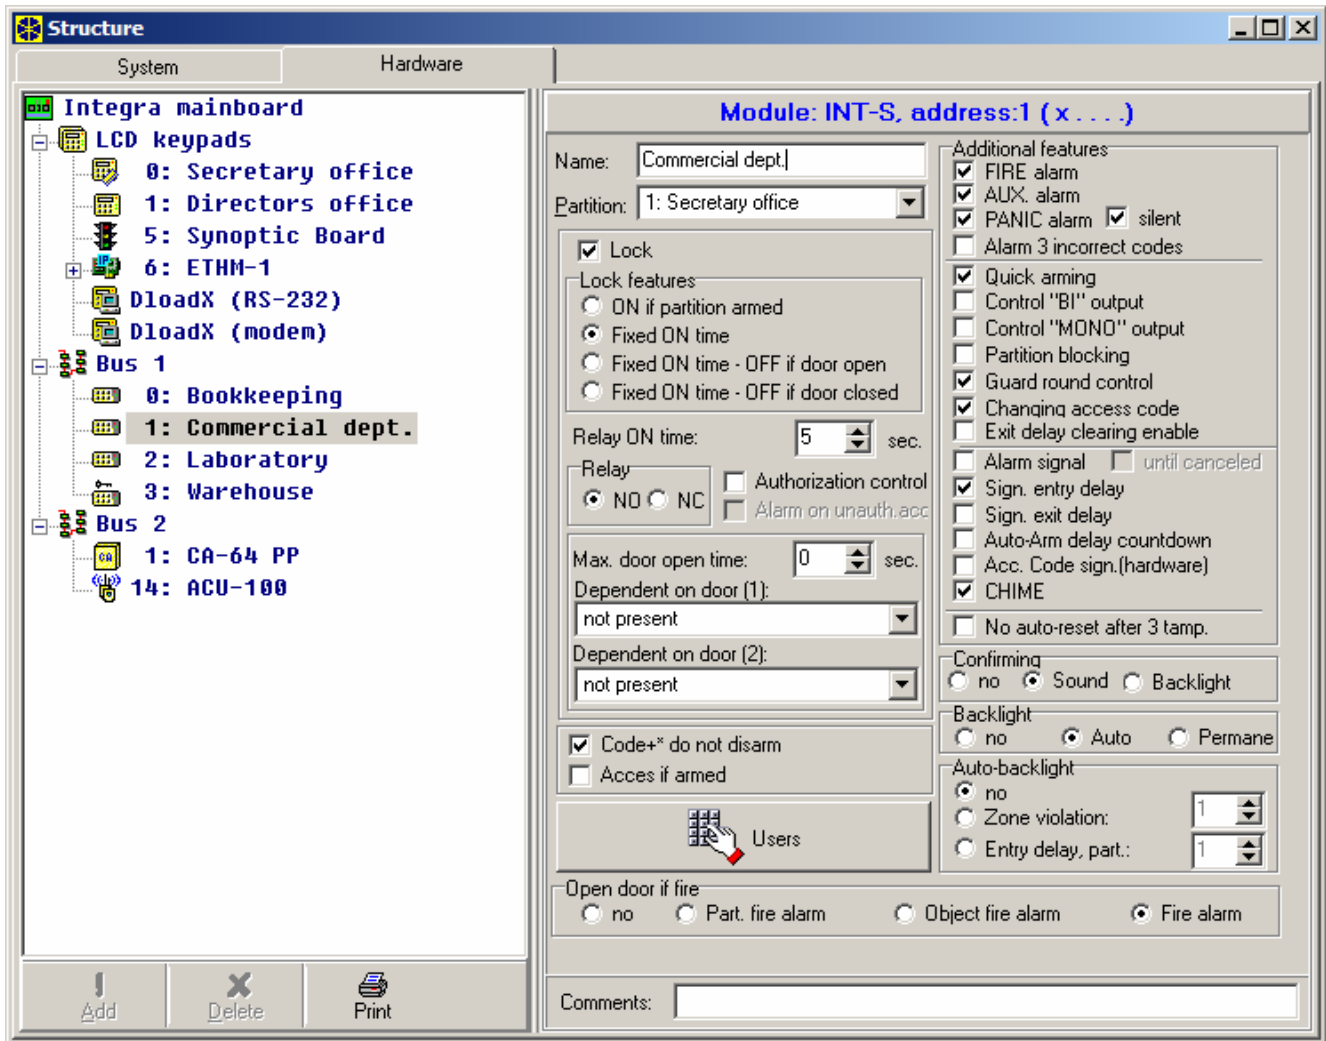 Structure
System
Hardware
Integra mainboard
LCD keypads
0: Secretary office
1: Directors office
5: Synoptic Board
6: ETHM-1
DloadX (RS-232)
DloadX (modem)
Bus 1
0: Bookkeeping
1: Commercial dept.
2: Laboratory
3: Warehouse
Bus 2
1: CA-64 PP
14: ACU-100
Add
Delete
Print
Module: INT-S, address:1 ( x . . . . )
Name: Commercial dept.
Partition: 1: Secretary office
Lock
Lock features
ON if partition armed
Fixed ON time
Fixed ON time - OFF if door open
Fixed ON time - OFF if door closed
Relay ON time: 5 sec.
Relay
NO NC
Authorization control
Alarm on unauth.acc
Max. door open time: 0 sec.
Dependent on door (1):
not present
Dependent on door (2):
not present
Code+* do not disarm
Acces if armed
Users
Additional features
FIRE alarm
AUX. alarm
PANIC alarm silent
Alarm 3 incorrect codes
Quick arming
Control "BI" output
Control "MONO" output
Partition blocking
Guard round control
Changing access code
Exit delay clearing enable
Alarm signal until canceled
Sign. entry delay
Sign. exit delay
Auto-Arm delay countdown
Acc. Code sign.(hardware)
CHIME
No auto-reset after 3 tamp.
Confirming
no Sound Backlight
Backlight
no Auto Permane
Auto-backlight
no
Zone violation: 1
Entry delay, part.: 1
Open door if fire
no Part. fire alarm Object fire alarm Fire alarm
Comments: